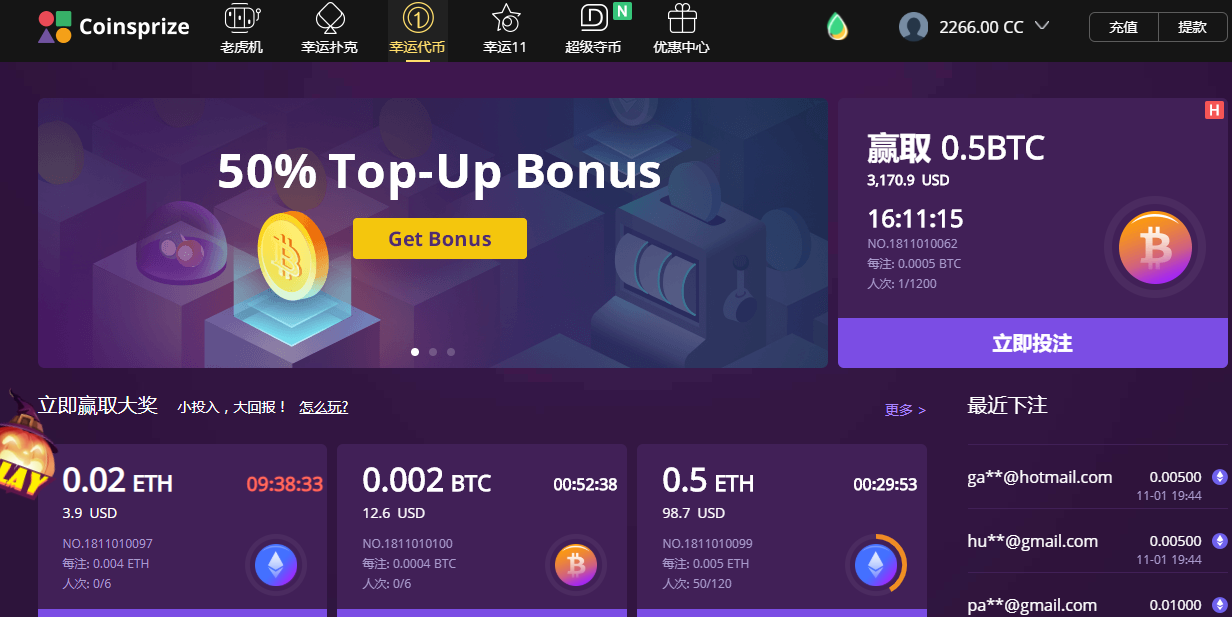 Coinsprize
老虎机
幸运扑克
幸运代币
幸运11
N
超级夺币
优惠中心
2266.00 CC
充值
提款
50% Top-Up Bonus
Get Bonus
H
赢取 0.5BTC
3,170.9 USD
16:11:15
NO.1811010062
每注: 0.0005 BTC
人次: 1/1200
立即投注
立即赢取大奖 小投入，大回报！ 怎么玩?
更多 >
LAY
0.02 ETH
09:38:33
3.9 USD
NO.1811010097
每注: 0.004 ETH
人次: 0/6
0.002 BTC
00:52:38
12.6 USD
NO.1811010100
每注: 0.0004 BTC
人次: 0/6
0.5 ETH
00:29:53
98.7 USD
NO.1811010099
每注: 0.005 ETH
人次: 50/120
最近下注
ga**@hotmail.com 0.00500
11-01 19:44
hu**@gmail.com 0.00500
11-01 19:44
pa**@gmail.com 0.01000